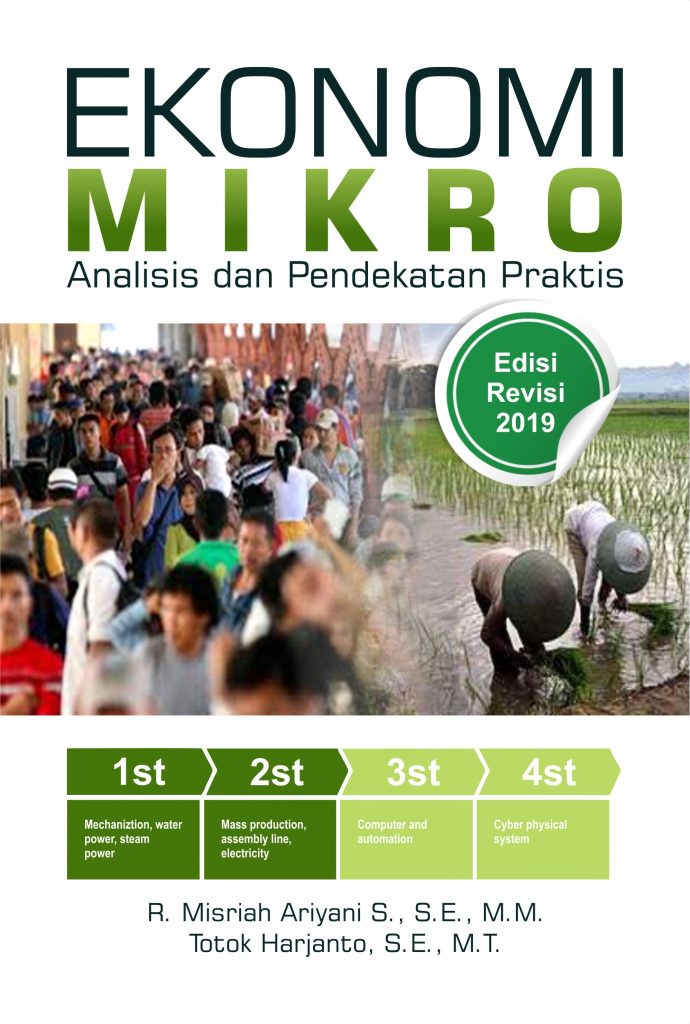 EKONOMI
MIKRO
Analisis dan Pendekatan Praktis
Edisi
Revisi
2019
1st
2st
3st
4st
Mechaniztion, water
power, steam
power
Mass production,
assembly line,
electricity
Computer and
automation
Cyber physical
system
R. Misriah Ariyani S., S.E., M.M.
Totok Harjanto, S.E., M.T.